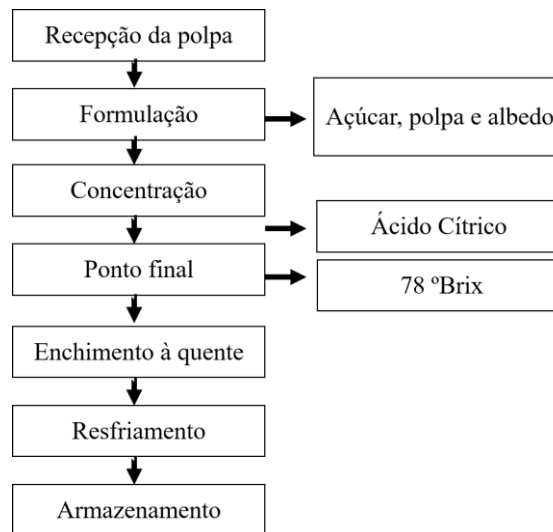 Recepção da polpa
Formulação
Açúcar, polpa e albedo
Concentração
Ácido Cítrico
Ponto final
78 ºBrix
Enchimento à quente
Resfriamento
Armazenamento